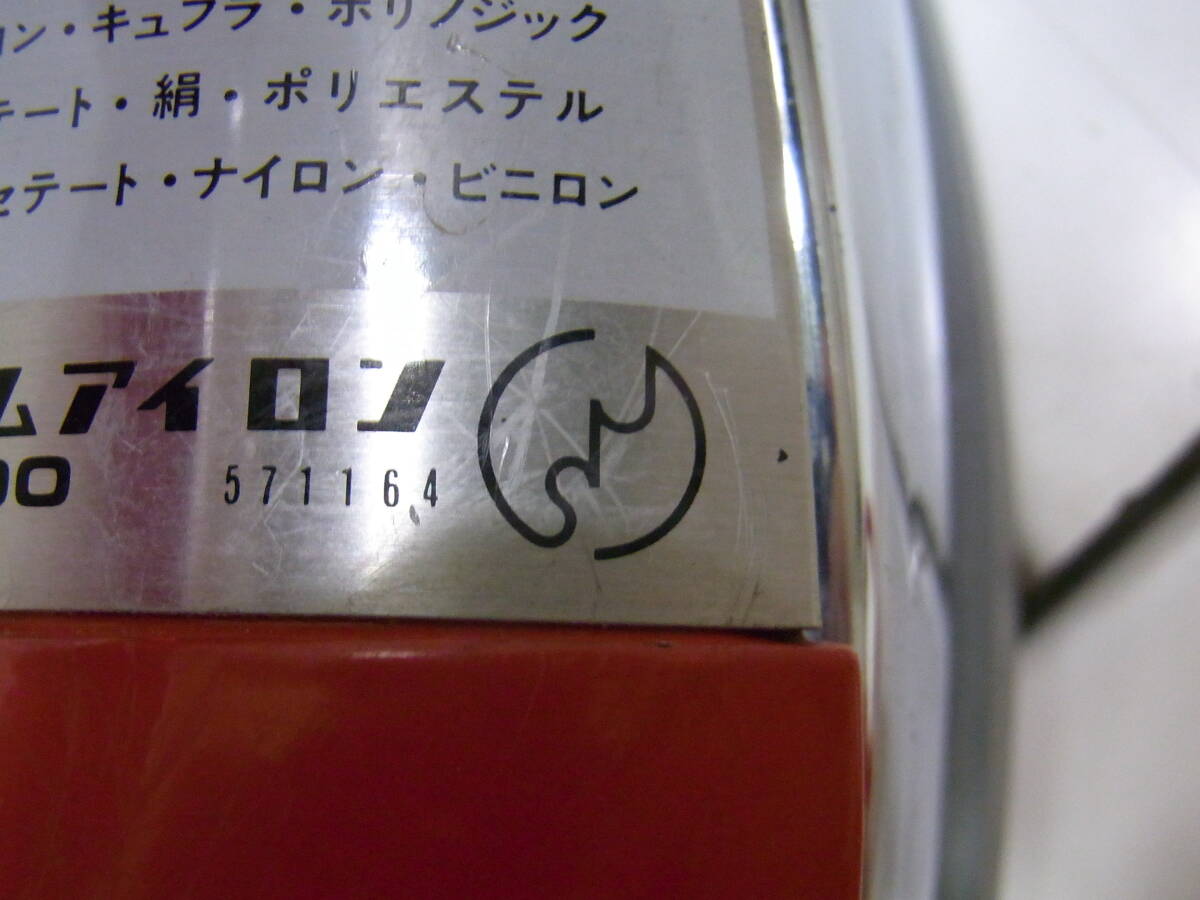 ョン・キュプラ・ポリノジック
テート・絹・ポリエステル
セテート・ナイロン・ビニロン
ムアイロン
00 571164